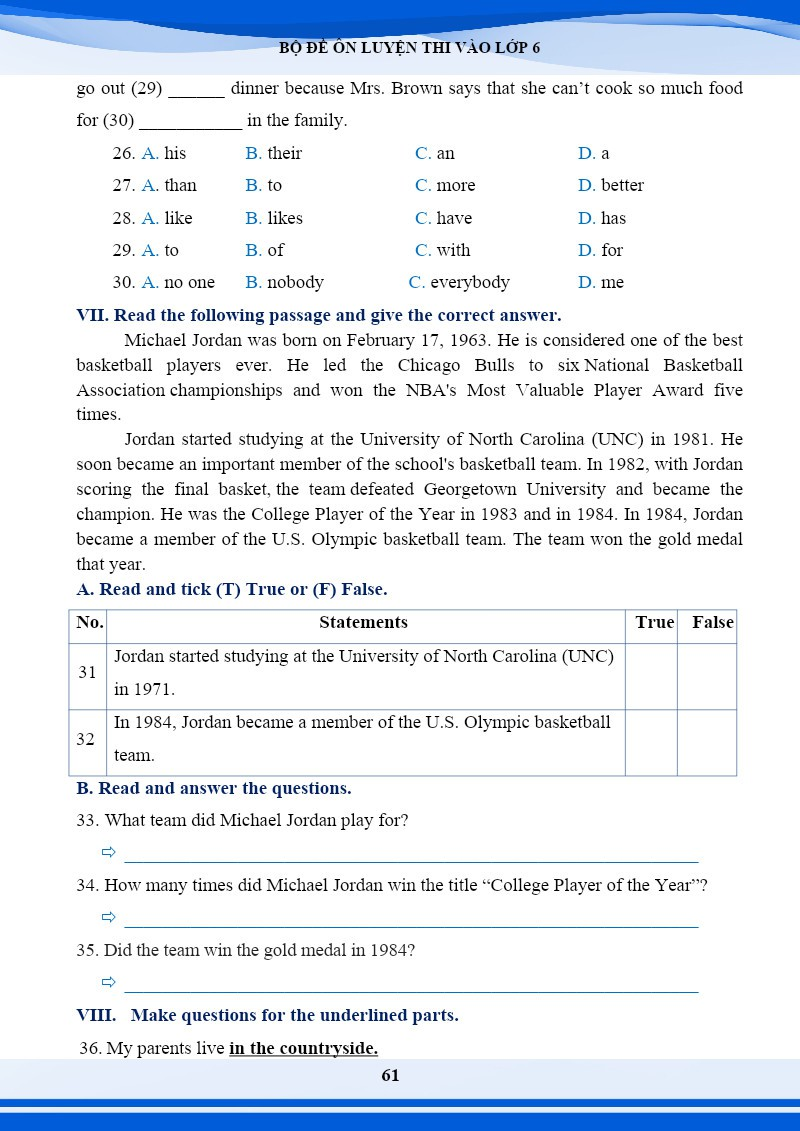 BỘ ĐỀ ÔN LUYỆN THI VÀO LỚP 6
go out (29) ______ dinner because Mrs. Brown says that she can’t cook so much food
for (30) ___________ in the family.
26. A. his B. their C. an D. a
27. A. than B. to C. more D. better
28. A. like B. likes C. have D. has
29. A. to B. of C. with D. for
30. A. no one B. nobody C. everybody D. me
VII. Read the following passage and give the correct answer.
Michael Jordan was born on February 17, 1963. He is considered one of the best
basketball players ever. He led the Chicago Bulls to six National Basketball
Association championships and won the NBA's Most Valuable Player Award five
times.
Jordan started studying at the University of North Carolina (UNC) in 1981. He
soon became an important member of the school's basketball team. In 1982, with Jordan
scoring the final basket, the team defeated Georgetown University and became the
champion. He was the College Player of the Year in 1983 and in 1984. In 1984, Jordan
became a member of the U.S. Olympic basketball team. The team won the gold medal
that year.
A. Read and tick (T) True or (F) False.
No. Statements True False
31 Jordan started studying at the University of North Carolina (UNC)
in 1971.
32 In 1984, Jordan became a member of the U.S. Olympic basketball
team.
B. Read and answer the questions.
33. What team did Michael Jordan play for?
⇨ ____________________________________________________________
34. How many times did Michael Jordan win the title “College Player of the Year”?
⇨ ____________________________________________________________
35. Did the team win the gold medal in 1984?
⇨ ____________________________________________________________
VIII. Make questions for the underlined parts.
36. My parents live in the countryside.
61